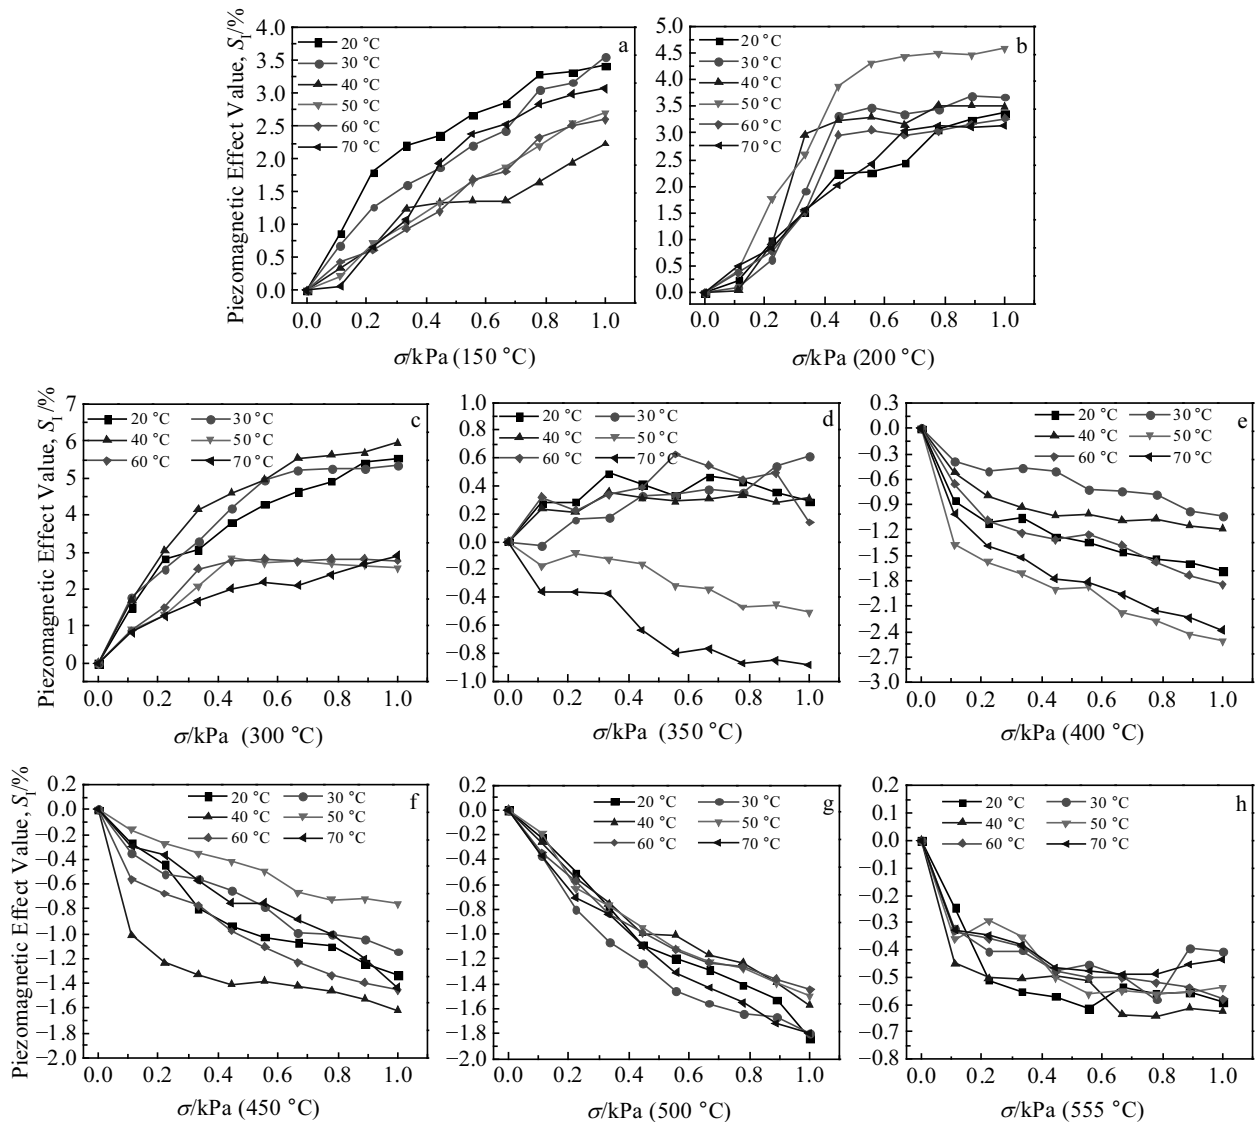 Piezomagnetic Effect Value, S_I/%
4.0
3.5
3.0
2.5
2.0
1.5
1.0
0.5
0.0
20 °C
30 °C
40 °C
50 °C
60 °C
70 °C
a
0.0 0.2 0.4 0.6 0.8 1.0
σ/kPa (150 °C)
5.0
4.5
4.0
3.5
3.0
2.5
2.0
1.5
1.0
0.5
0.0
20 °C
30 °C
40 °C
50 °C
60 °C
70 °C
b
0.0 0.2 0.4 0.6 0.8 1.0
σ/kPa (200 °C)
Piezomagnetic Effect Value, S_I /%
7
6
5
4
3
2
1
0
20 °C 30 °C
40 °C 50 °C
60 °C 70 °C
c
0.0 0.2 0.4 0.6 0.8 1.0
σ/kPa (300 °C)
1.0
0.8
0.6
0.4
0.2
0.0
−0.2
−0.4
−0.6
−0.8
−1.0
20 °C 30 °C
40 °C 50 °C
60 °C 70 °C
d
0.0 0.2 0.4 0.6 0.8 1.0
σ/kPa (350 °C)
0.3
0.0
−0.3
−0.6
−0.9
−1.2
−1.5
−1.8
−2.1
−2.4
−2.7
−3.0
20 °C 30 °C
40 °C 50 °C
60 °C 70 °C
e
0.0 0.2 0.4 0.6 0.8 1.0
σ/kPa (400 °C)
Piezomagnetic Effect Value, S_I/%
0.2
0.0
−0.2
−0.4
−0.6
−0.8
−1.0
−1.2
−1.4
−1.6
−1.8
−2.0
20 °C 30 °C
40 °C 50 °C
60 °C 70 °C
f
0.0 0.2 0.4 0.6 0.8 1.0
σ/kPa (450 °C)
0.2
0.0
−0.2
−0.4
−0.6
−0.8
−1.0
−1.2
−1.4
−1.6
−1.8
−2.0
20 °C 30 °C
40 °C 50 °C
60 °C 70 °C
g
0.0 0.2 0.4 0.6 0.8 1.0
σ/kPa (500 °C)
0.2
0.1
0.0
−0.1
−0.2
−0.3
−0.4
−0.5
−0.6
−0.7
−0.8
20 °C 30 °C
40 °C 50 °C
60 °C 70 °C
h
0.0 0.2 0.4 0.6 0.8 1.0
σ/kPa (555 °C)